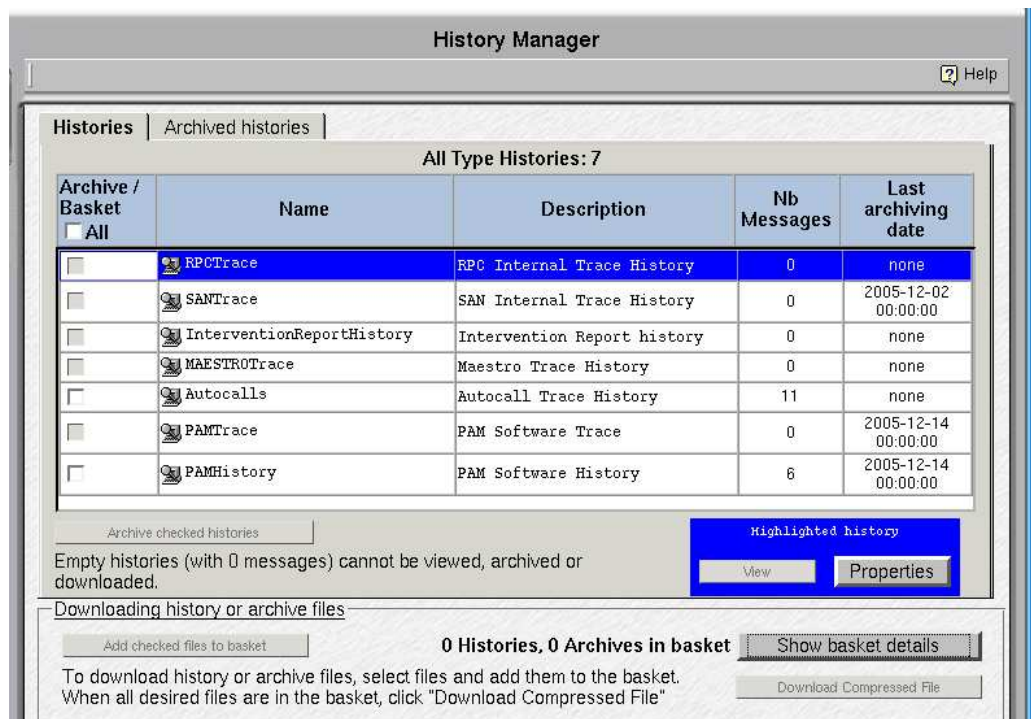 History Manager
Help
Histories
Archived histories
All Type Histories: 7
Archive / Basket All Name Description Nb Messages Last archiving date
RPCTrace RPC Internal Trace History 0 none
SANTrace SAN Internal Trace History 0 2005-12-02 00:00:00
InterventionReportHistory Intervention Report history 0 none
MAESTROTrace Maestro Trace History 0 none
Autocalls Autocall Trace History 11 none
PAMTrace PAM Software Trace 0 2005-12-14 00:00:00
PAMHistory PAM Software History 6 2005-12-14 00:00:00
Archive checked histories
Highlighted history
Empty histories (with 0 messages) cannot be viewed, archived or
downloaded.
View
Properties
Downloading history or archive files
Add checked files to basket
0 Histories, 0 Archives in basket
Show basket details
To download history or archive files, select files and add them to the basket.
When all desired files are in the basket, click "Download Compressed File"
Download Compressed File